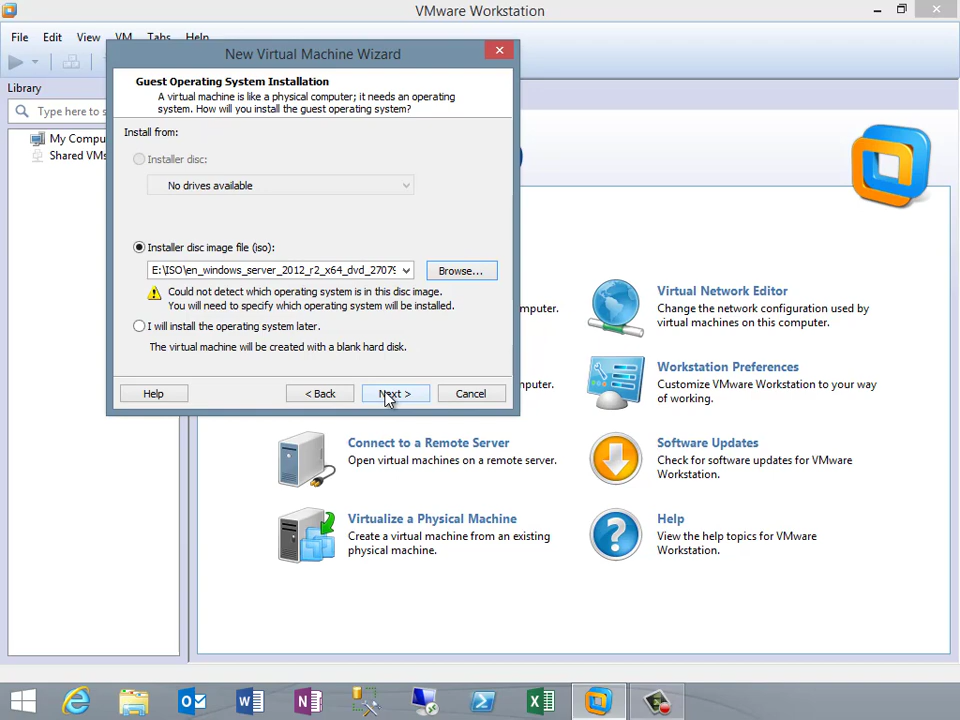 VMware Workstation
File Edit View VM Tabs Help
Library
Type here to s
My Compu
Shared VMs
New Virtual Machine Wizard
Guest Operating System Installation
A virtual machine is like a physical computer; it needs an operating
system. How will you install the guest operating system?
Install from:
Installer disc:
No drives available
Installer disc image file (iso):
E:\ISO\en_windows_server_2012_r2_x64_dvd_27079
Browse...
Could not detect which operating system is in this disc image.
You will need to specify which operating system will be installed.
I will install the operating system later.
The virtual machine will be created with a blank hard disk.
Help
< Back
Next >
Cancel
omputer.
omputer.
Connect to a Remote Server
Open virtual machines on a remote server.
Virtualize a Physical Machine
Create a virtual machine from an existing
physical machine.
Virtual Network Editor
Change the network configuration used by
virtual machines on this computer.
Workstation Preferences
Customize VMware Workstation to your way
of working.
Software Updates
Check for software updates for VMware
Workstation.
Help
View the help topics for VMware
Workstation.